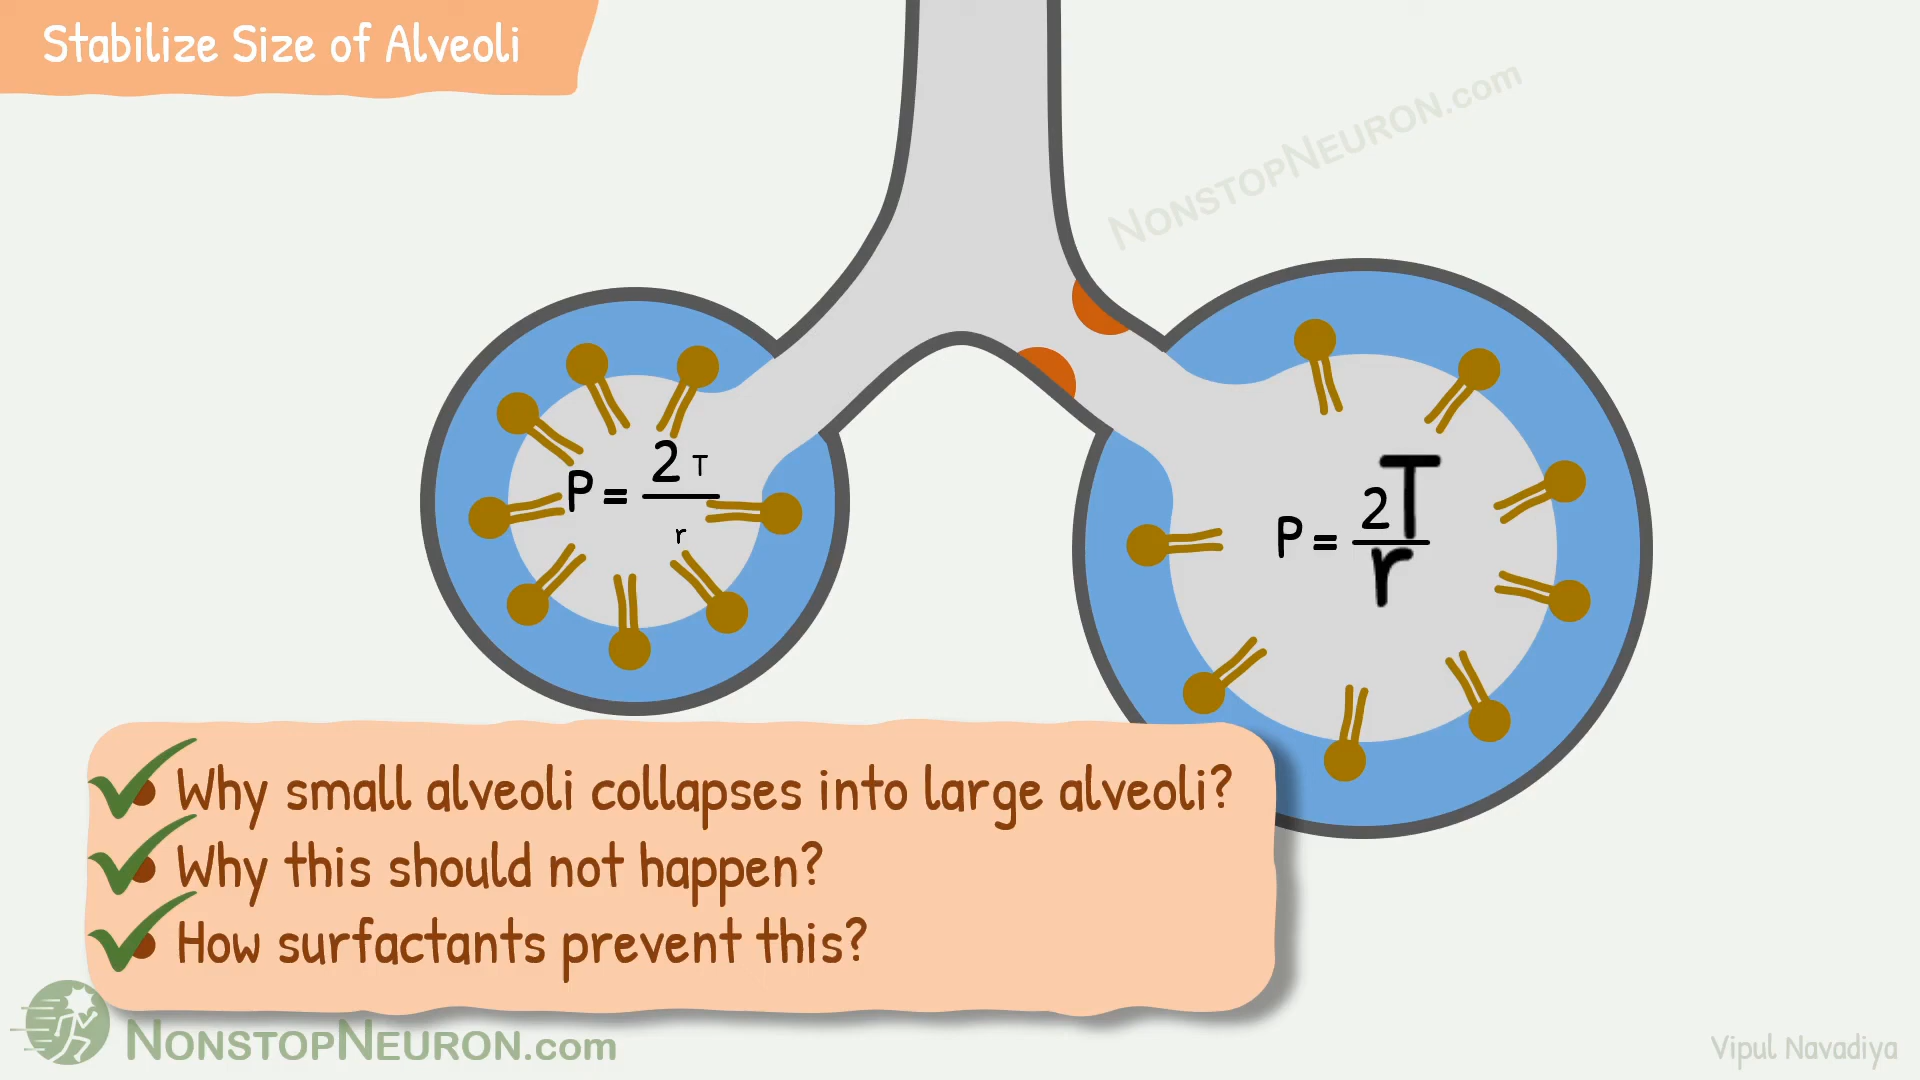 Stabilize Size of Alveoli
NONSTOPNEURON.com
P = 2 T
r
P = 2T
r
Why small alveoli collapses into large alveoli?
Why this should not happen?
How surfactants prevent this?
NONSTOPNEURON.com
Vipul Navadiya